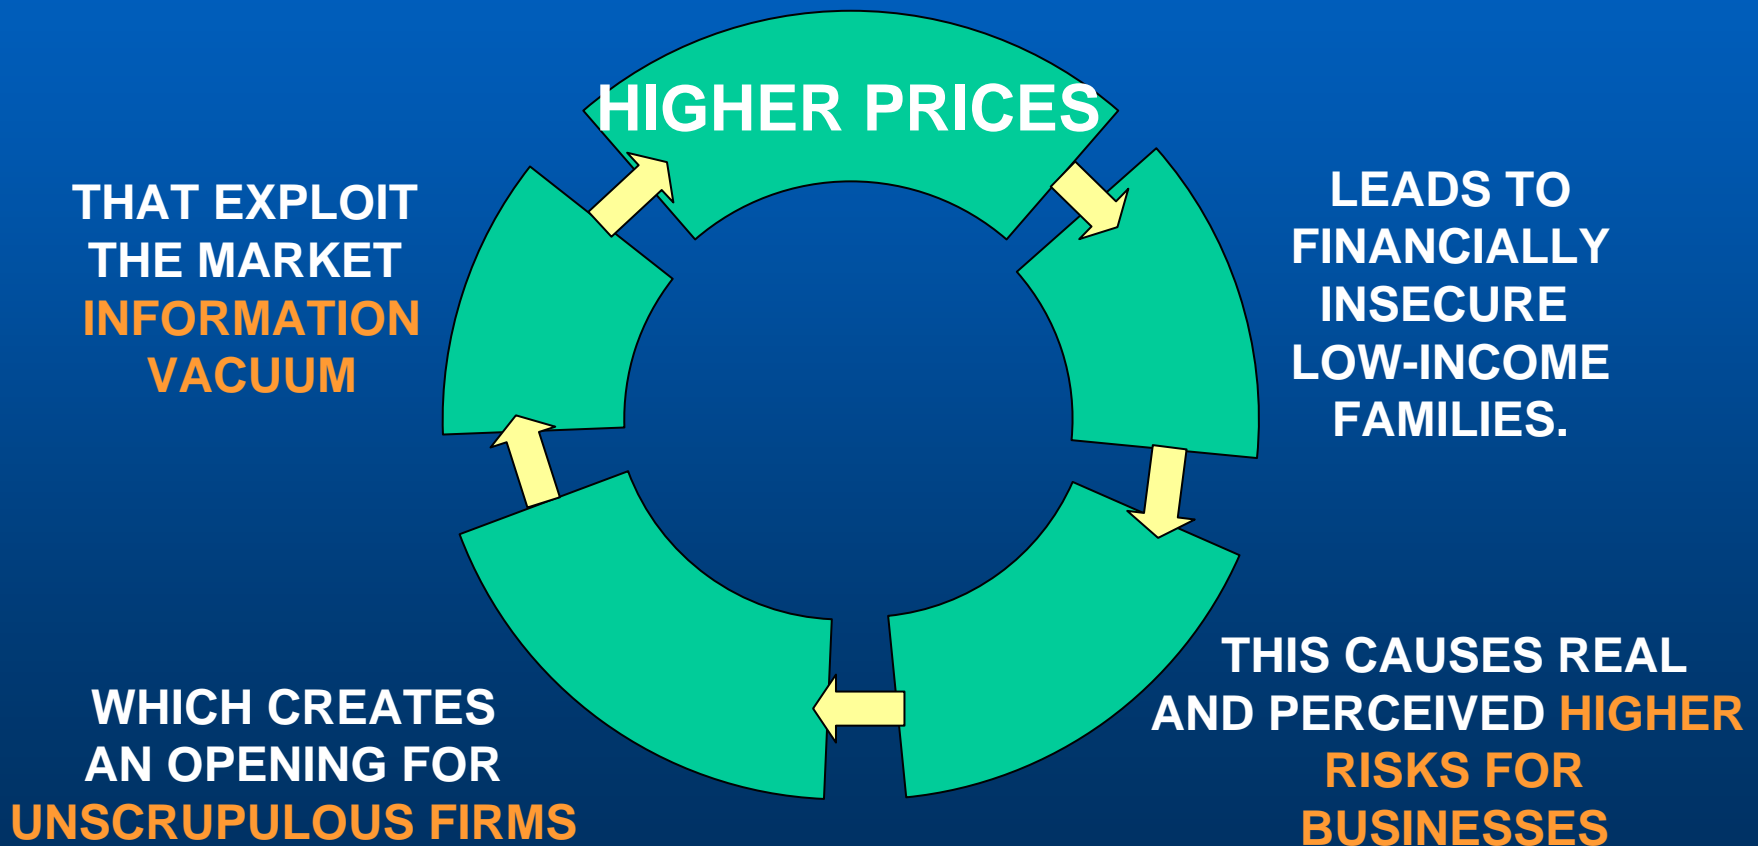 HIGHER PRICES
LEADS TO
FINANCIALLY
INSECURE
LOW-INCOME
FAMILIES.
THIS CAUSES REAL
AND PERCEIVED HIGHER
RISKS FOR
BUSINESSES
WHICH CREATES
AN OPENING FOR
UNSCRUPULOUS FIRMS
THAT EXPLOIT
THE MARKET
INFORMATION
VACUUM